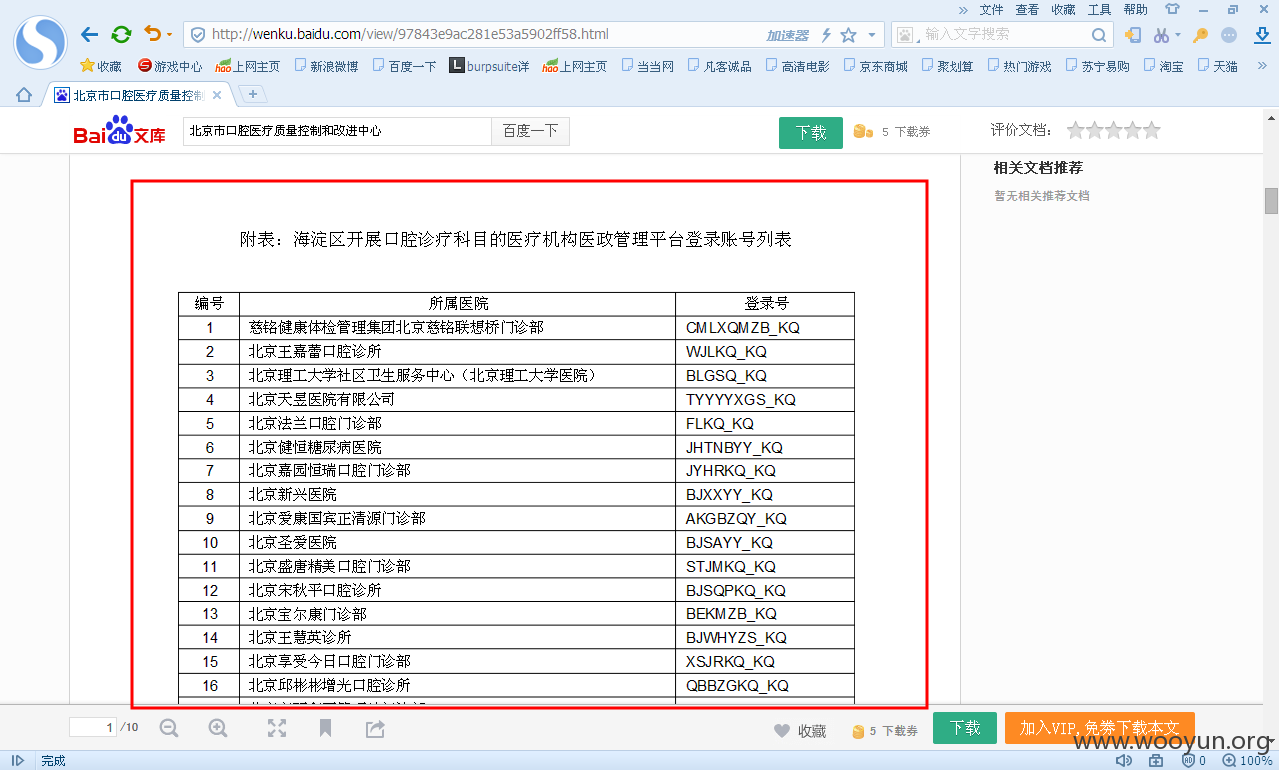 » 文件 查看 收藏 工具 帮助
http://wenku.baidu.com/view/97843e9ac281e53a5902ff58.html 加速器 输入文字搜索
收藏 游戏中心 上网主页 新浪微博 百度一下 burpsuite详 上网主页 当当网 凡客诚品 高清电影 京东商城 聚划算 热门游戏 苏宁易购 淘宝 天猫 »
北京市口腔医疗质量控制
Bai du 文库 北京市口腔医疗质量控制和改进中心 百度一下 下载 5 下载券 评价文档：
相关文档推荐
暂无相关推荐文档
附表：海淀区开展口腔诊疗科目的医疗机构医政管理平台登录账号列表
编号 所属医院 登录号
1 慈铭健康体检管理集团北京慈铭联想桥门诊部 CMLXQMZB_KQ
2 北京王嘉蕾口腔诊所 WJLKQ_KQ
3 北京理工大学社区卫生服务中心（北京理工大学医院） BLGSQ_KQ
4 北京天昱医院有限公司 TYYYYXGS_KQ
5 北京法兰口腔门诊部 FLKQ_KQ
6 北京健恒糖尿病医院 JHTNBYY_KQ
7 北京嘉园恒瑞口腔门诊部 JYHRKQ_KQ
8 北京新兴医院 BJXXYY_KQ
9 北京爱康国宾正清源门诊部 AKGBZQY_KQ
10 北京圣爱医院 BJSAYY_KQ
11 北京盛唐精美口腔门诊部 STJMKQ_KQ
12 北京宋秋平口腔诊所 BJSQPKQ_KQ
13 北京宝尔康门诊部 BEKMZB_KQ
14 北京王慧英诊所 BJWHYZS_KQ
15 北京享受今日口腔门诊部 XSJRKQ_KQ
16 北京邱彬彬增光口腔诊所 QBBZGKQ_KQ
1 /10 收藏 5 下载券 下载 加入VIP,免券下载本文
www.wooyun.org
完成 0 100%